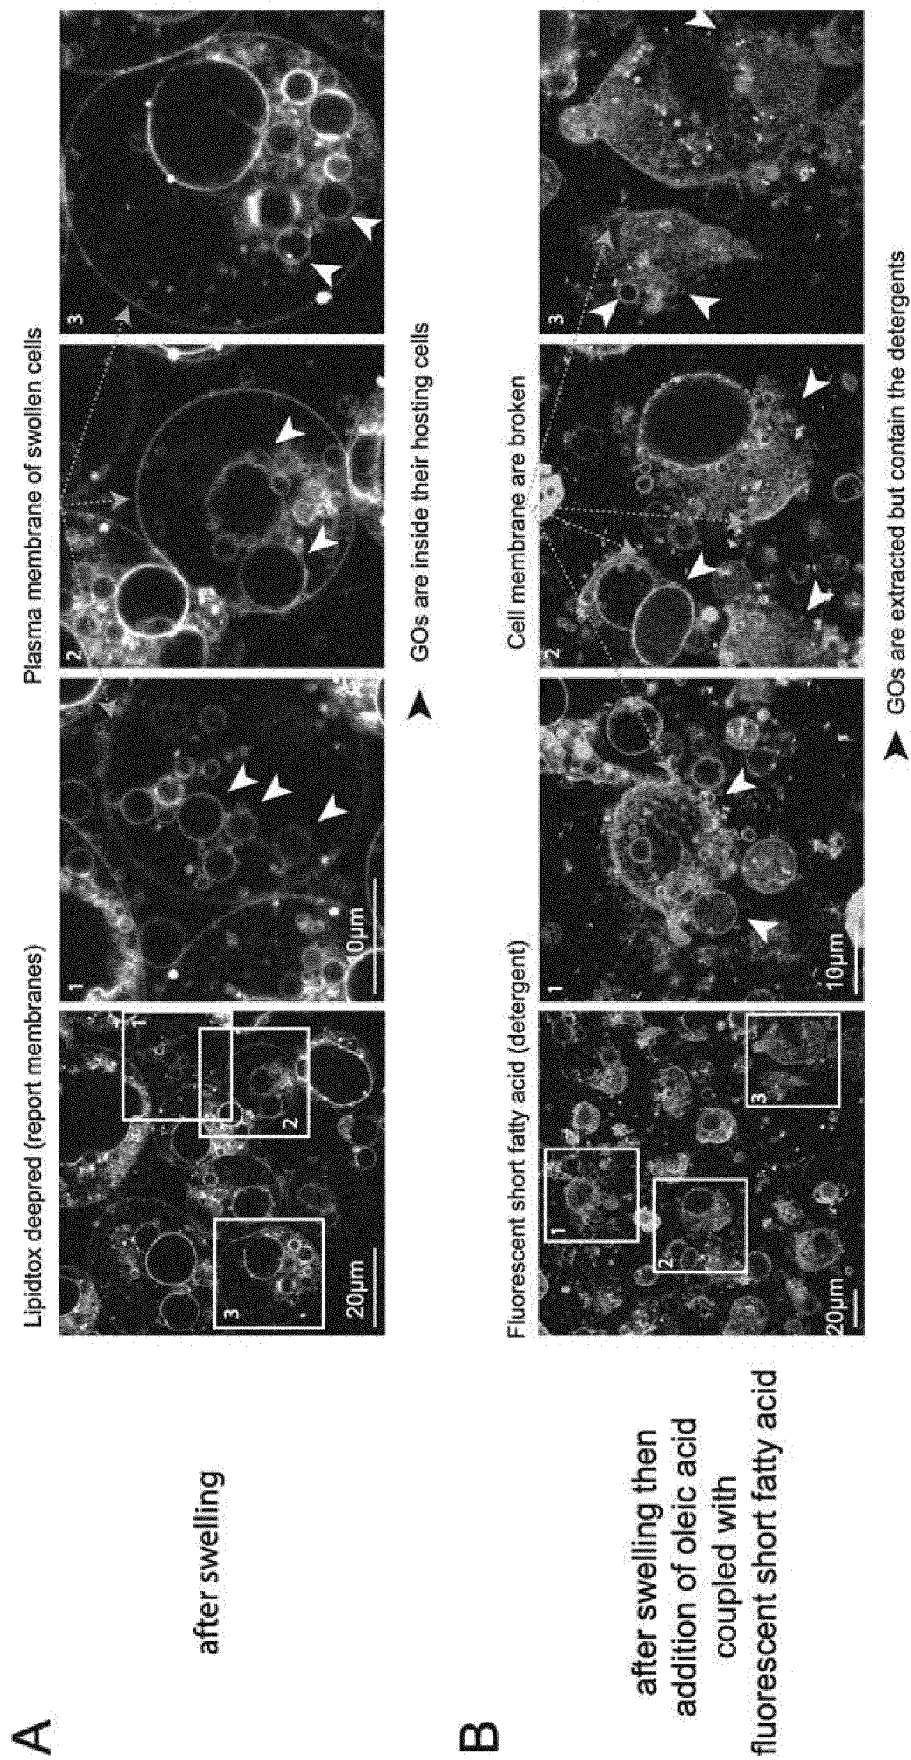 A
after swelling
Lipidtox deepred (report membranes)
Plasma membrane of swollen cells
1
2
3
20µm
1
10µm
2
3
GOs are inside their hosting cells
B
after swelling then
addition of oleic acid
coupled with
fluorescent short fatty acid
Fluorescent short fatty acid (detergent)
Cell membrane are broken
1
2
3
20µm
1
10µm
2
3
GOs are extracted but contain the detergents